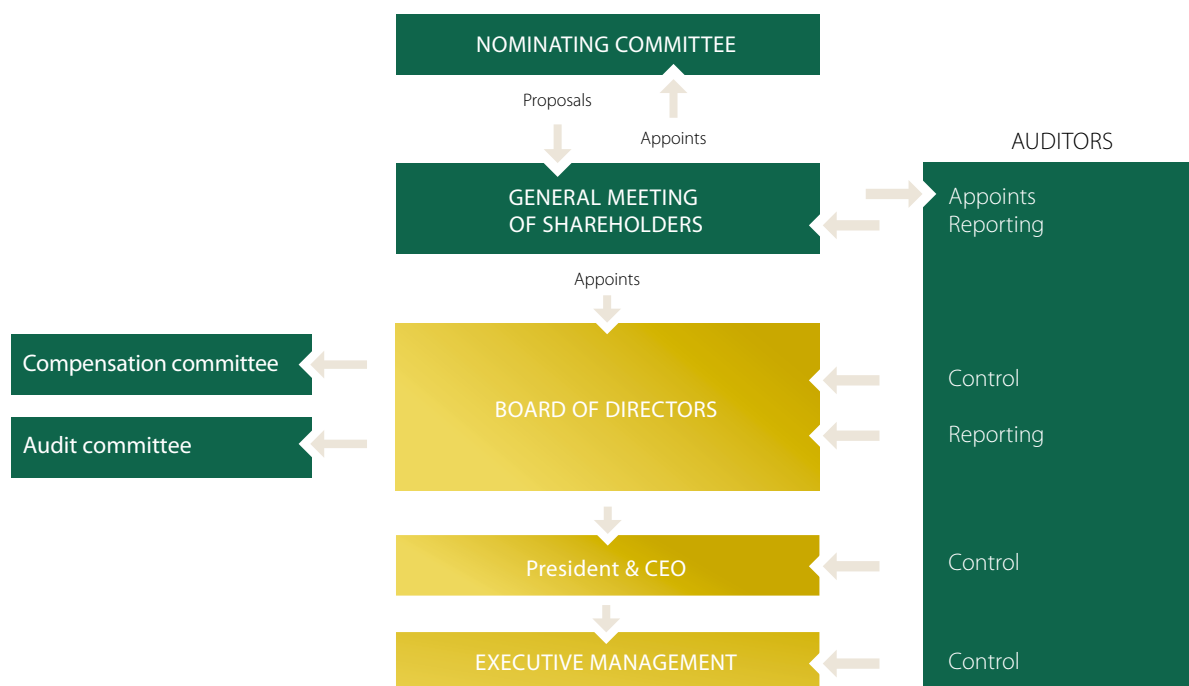 NOMINATING COMMITTEE
Proposals
Appoints
AUDITORS
GENERAL MEETING
OF SHAREHOLDERS
Appoints
Reporting
Appoints
Compensation committee
Audit committee
BOARD OF DIRECTORS
Control
Reporting
President & CEO
Control
EXECUTIVE MANAGEMENT
Control